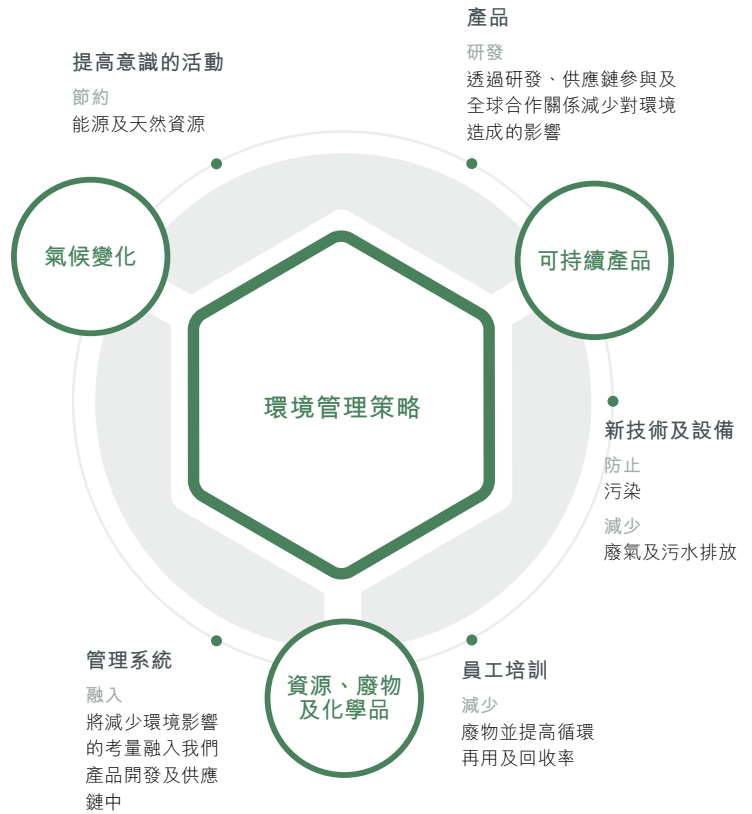 產品
研發
透過研發、供應鏈參與及
全球合作關係減少對環境
造成的影響
提高意識的活動
節約
能源及天然資源
氣候變化
可持續產品
環境管理策略
新技術及設備
防止
污染
減少
廢氣及污水排放
管理系統
融入
將減少環境影響
的考量融入我們
產品開發及供應
鏈中
資源、廢物
及化學品
員工培訓
減少
廢物並提高循環
再用及回收率